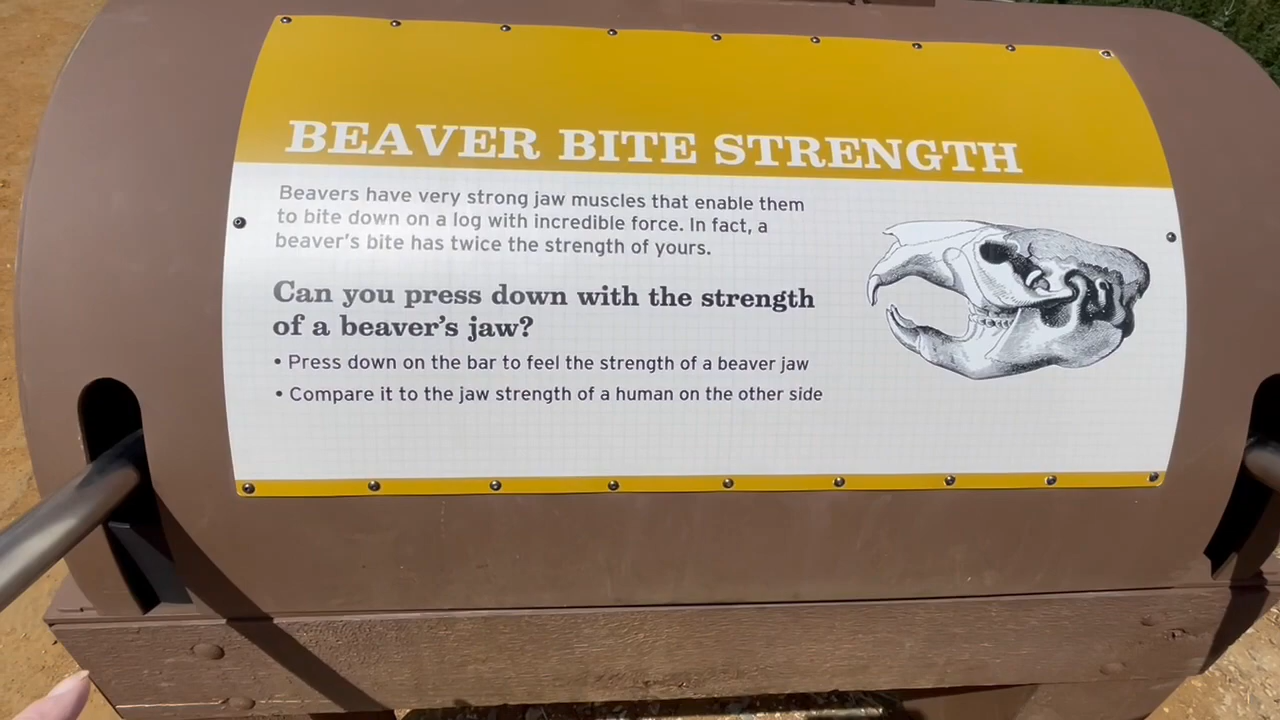 BEAVER BITE STRENGTH
Beavers have very strong jaw muscles that enable them
to bite down on a log with incredible force. In fact, a
beaver's bite has twice the strength of yours.
Can you press down with the strength
of a beaver's jaw?
• Press down on the bar to feel the strength of a beaver jaw
• Compare it to the jaw strength of a human on the other side